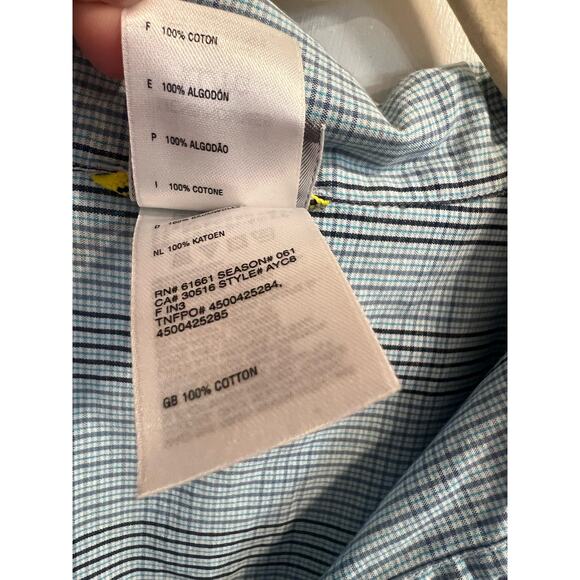 F 100% COTON
E 100% ALGODÓN
P 100% ALGODÃO
I 100% COTONE
NL 100% KATOEN
RN# 61661 SEASON# 061
CA# 30516 STYLE# AYC6
F IN3
TNFPO# 4500425284,
4500425285
GB 100% COTTON